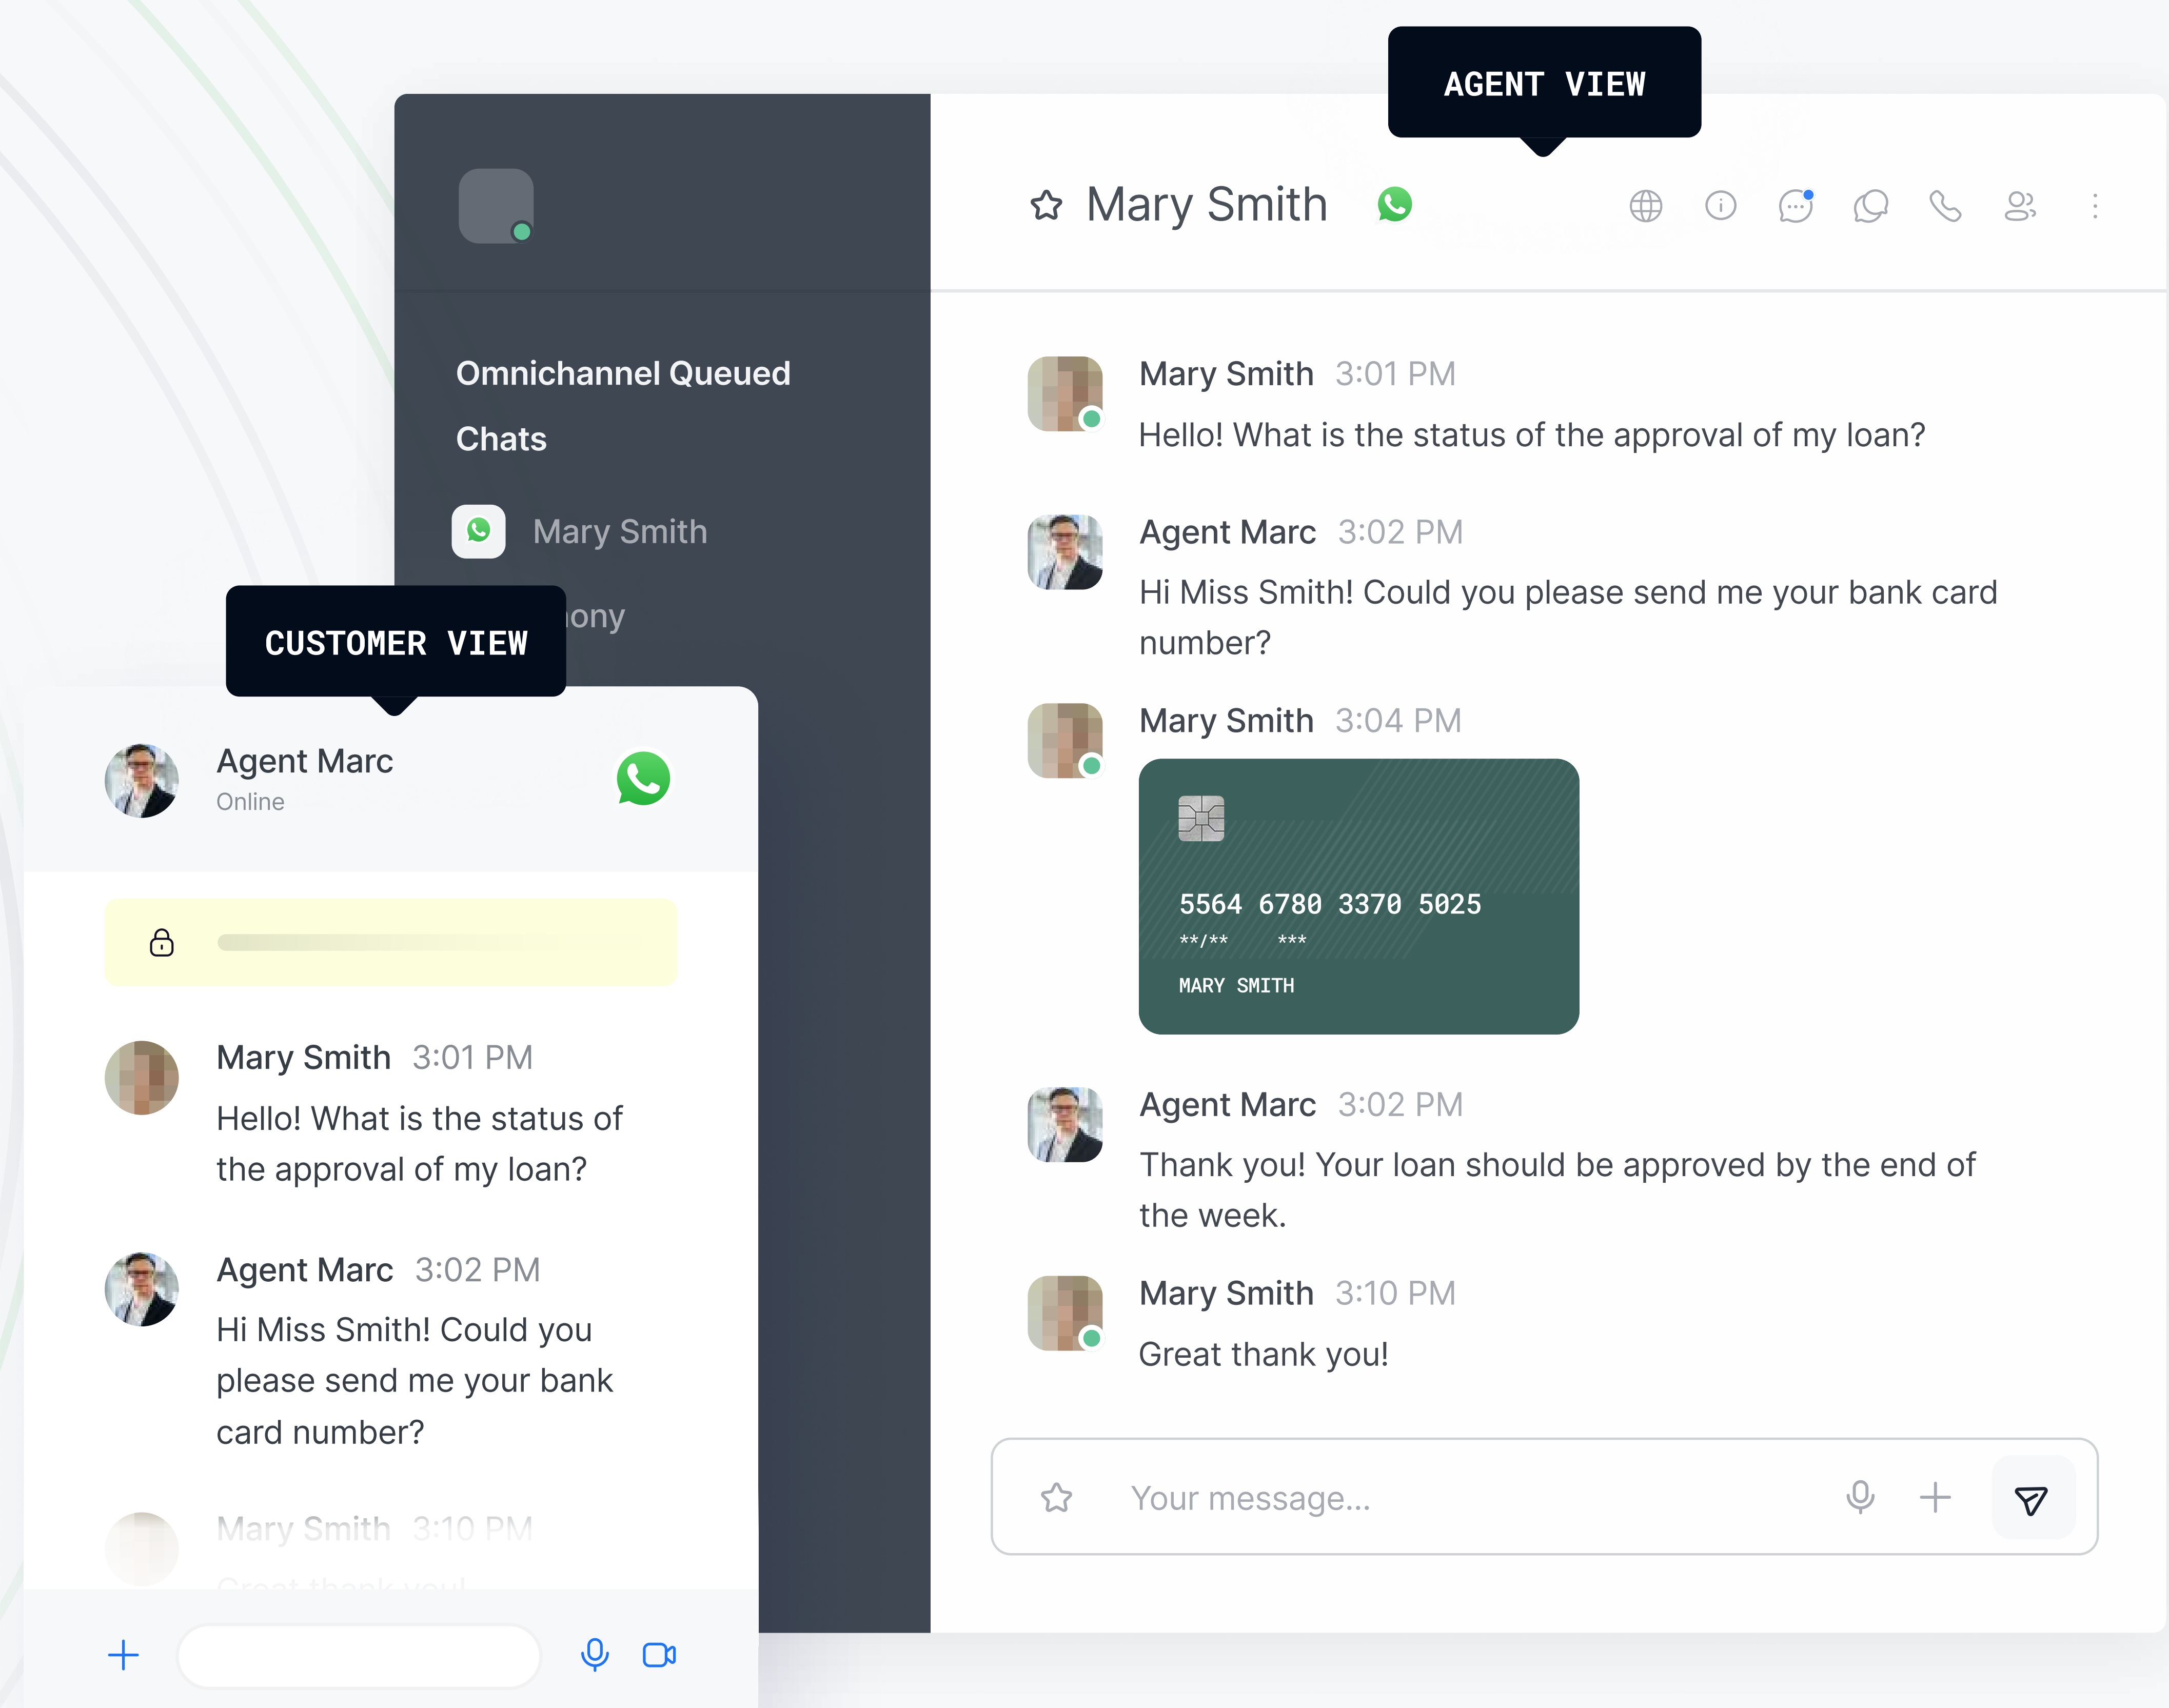 AGENT VIEW
Mary Smith
Omnichannel Queued
Chats
Mary Smith
Mary Smith 3:01 PM
Hello! What is the status of the approval of my loan?
Agent Marc 3:02 PM
Hi Miss Smith! Could you please send me your bank card
number?
Mary Smith 3:04 PM
5564 6780 3370 5025
**/** ***
MARY SMITH
Agent Marc 3:02 PM
Thank you! Your loan should be approved by the end of
the week.
Mary Smith 3:10 PM
Great thank you!
Your message...
CUSTOMER VIEW
Agent Marc
Online
Mary Smith 3:01 PM
Hello! What is the status of
the approval of my loan?
Agent Marc 3:02 PM
Hi Miss Smith! Could you
please send me your bank
card number?
Mary Smith 3:10 PM
Great thank you!